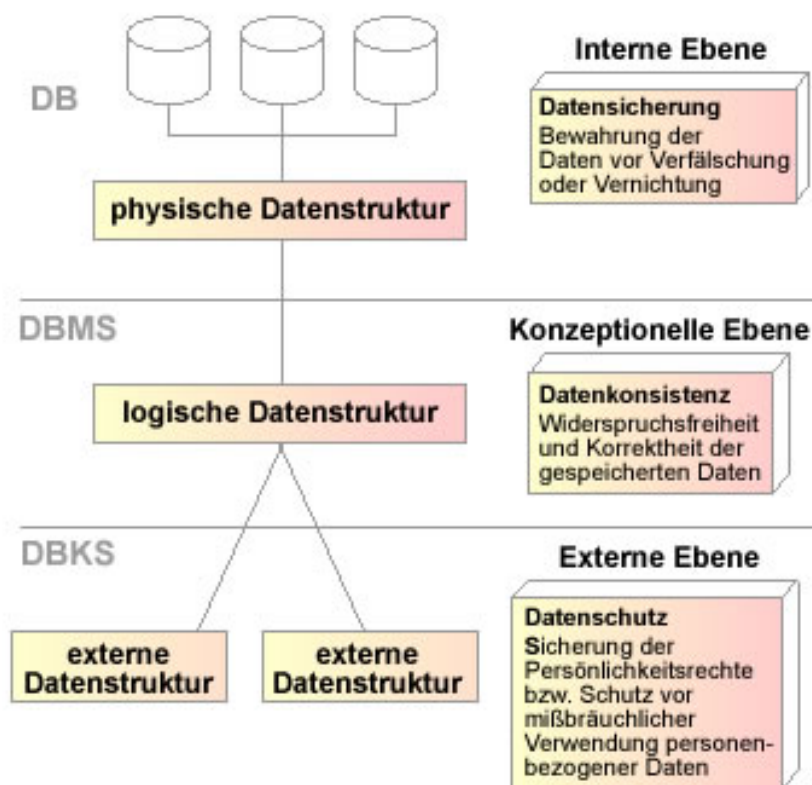 DB
physische Datenstruktur
Interne Ebene
Datensicherung
Bewahrung der
Daten vor Verfälschung
oder Vernichtung
DBMS
logische Datenstruktur
Konzeptionelle Ebene
Datenkonsistenz
Widerspruchsfreiheit
und Korrektheit der
gespeicherten Daten
DBKS
externe
Datenstruktur
externe
Datenstruktur
Externe Ebene
Datenschutz
Sicherung der
Persönlichkeitsrechte
bzw. Schutz vor
mißbräuchlicher
Verwendung personen-
bezogener Daten